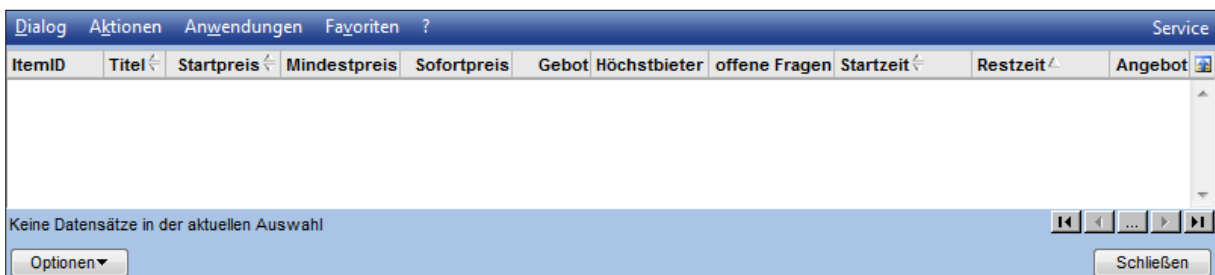 Dialog Aktionen Anwendungen Favoriten ? Service
ItemID Titel Startpreis Mindestpreis Sofortpreis Gebot Höchstbieter offene Fragen Startzeit Restzeit Angebot
Keine Datensätze in der aktuellen Auswahl ...
Optionen Schließen